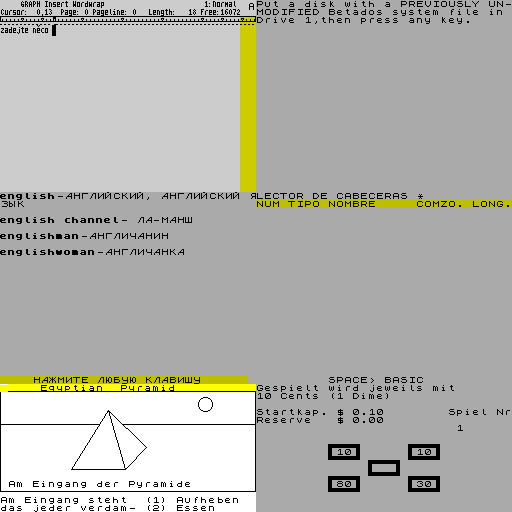 GRAPH Insert Wordwrap 1:Normal A
Cursor: 0,13 Page: 0 Pageline: 0 Length: 13 Free:16072
zadejte neco
Put a disk with a PREVIOUSLY UN-
MODIFIED Betados system file in
Drive 1,then press any key.
english-АНГЛИЙСКИЙ, АНГЛИЙСКИЙ Я
ЗЫК
english channel- ЛА-МАНШ
englishman-АНГЛИЧАНИН
englishwoman-АНГЛИЧАНКА
НАЖМИТЕ ЛЮБУЮ КЛАВИШУ
LECTOR DE CABECERAS *
NUM TIPO NOMBRE COMZO. LONG.
SPACE> BASIC
Egyptian Pyramid
Am Eingang der Pyramide
Am Eingang steht (1) Aufheben
das jeder verdam- (2) Essen
Gespielt wird jeweils mit
10 Cents (1 Dime)
Startkap. $ 0.10 Spiel Nr
Reserve $ 0.00
1
10 10
80 30